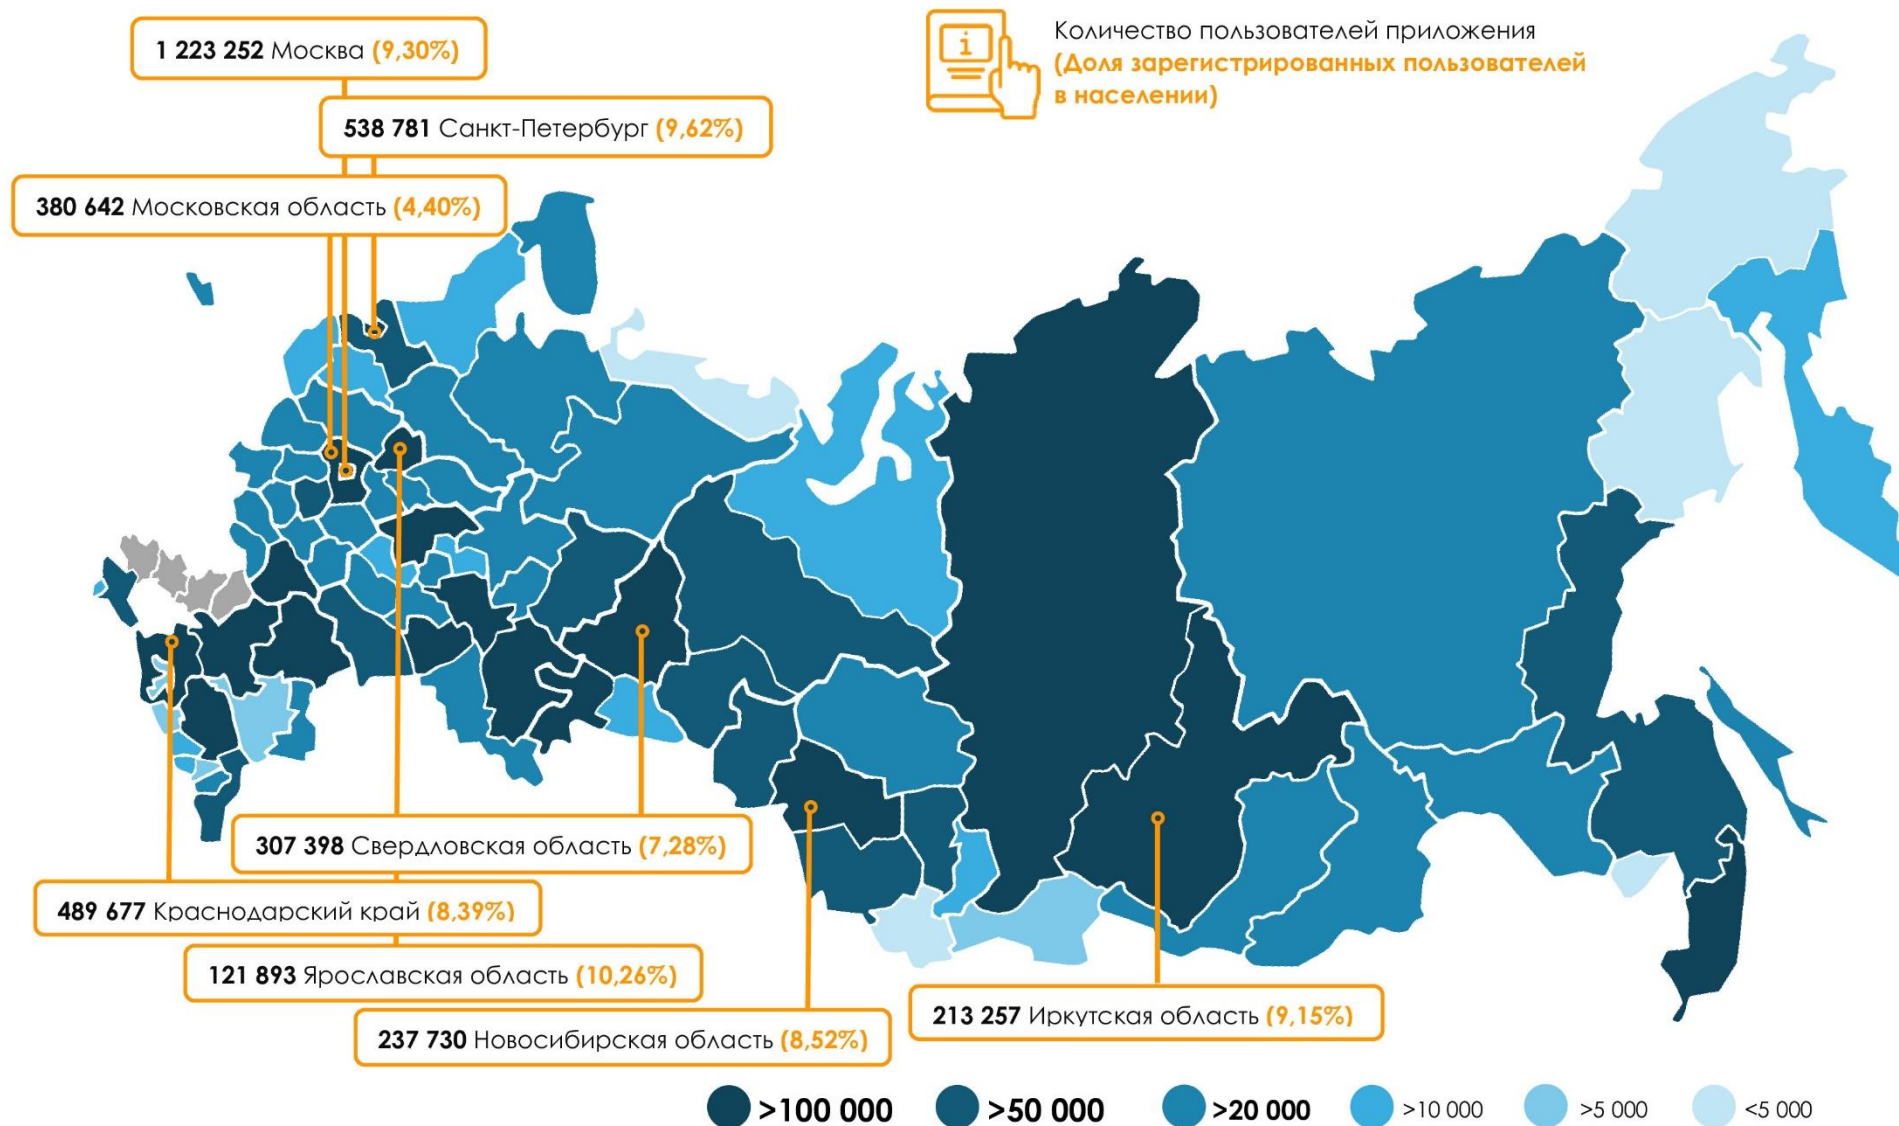 Количество пользователей приложения
(Доля зарегистрированных пользователей
в населении)
1 223 252 Москва (9,30%)
538 781 Санкт-Петербург (9,62%)
380 642 Московская область (4,40%)
307 398 Свердловская область (7,28%)
489 677 Краснодарский край (8,39%)
121 893 Ярославская область (10,26%)
237 730 Новосибирская область (8,52%)
213 257 Иркутская область (9,15%)
>100 000
>50 000
>20 000
>10 000
>5 000
<5 000